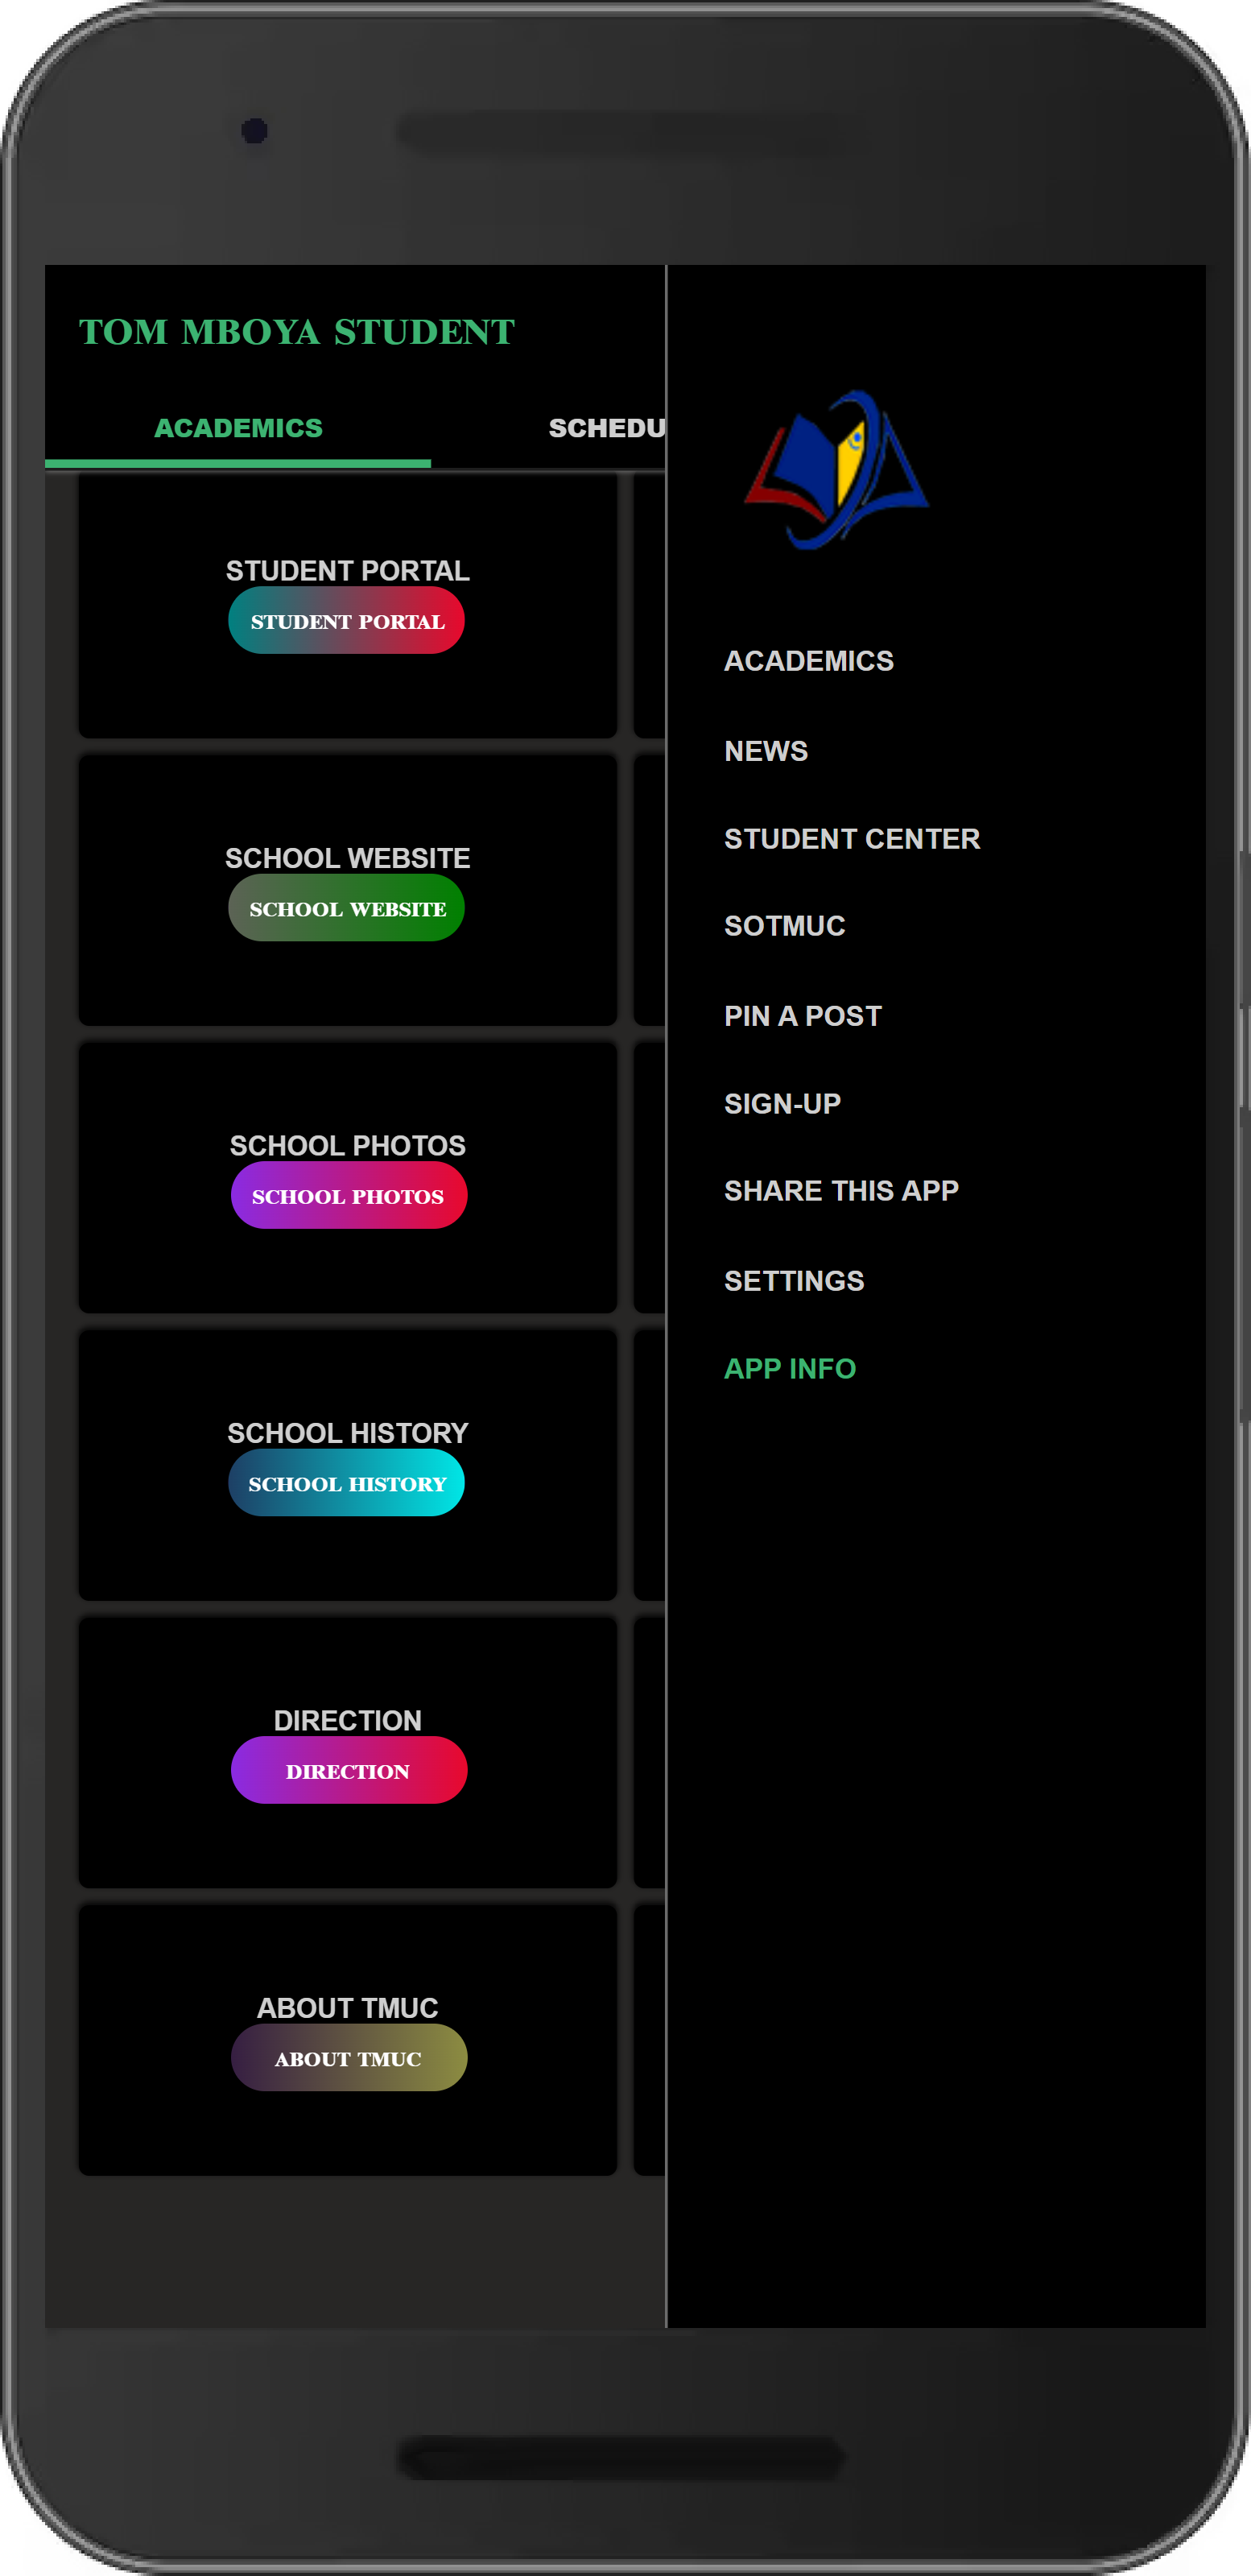 TOM MBOYA STUDENT
ACADEMICS
SCHEDU
STUDENT PORTAL
STUDENT PORTAL
SCHOOL WEBSITE
SCHOOL WEBSITE
SCHOOL PHOTOS
SCHOOL PHOTOS
SCHOOL HISTORY
SCHOOL HISTORY
DIRECTION
DIRECTION
ABOUT TMUC
ABOUT TMUC
ACADEMICS
NEWS
STUDENT CENTER
SOTMUC
PIN A POST
SIGN-UP
SHARE THIS APP
SETTINGS
APP INFO